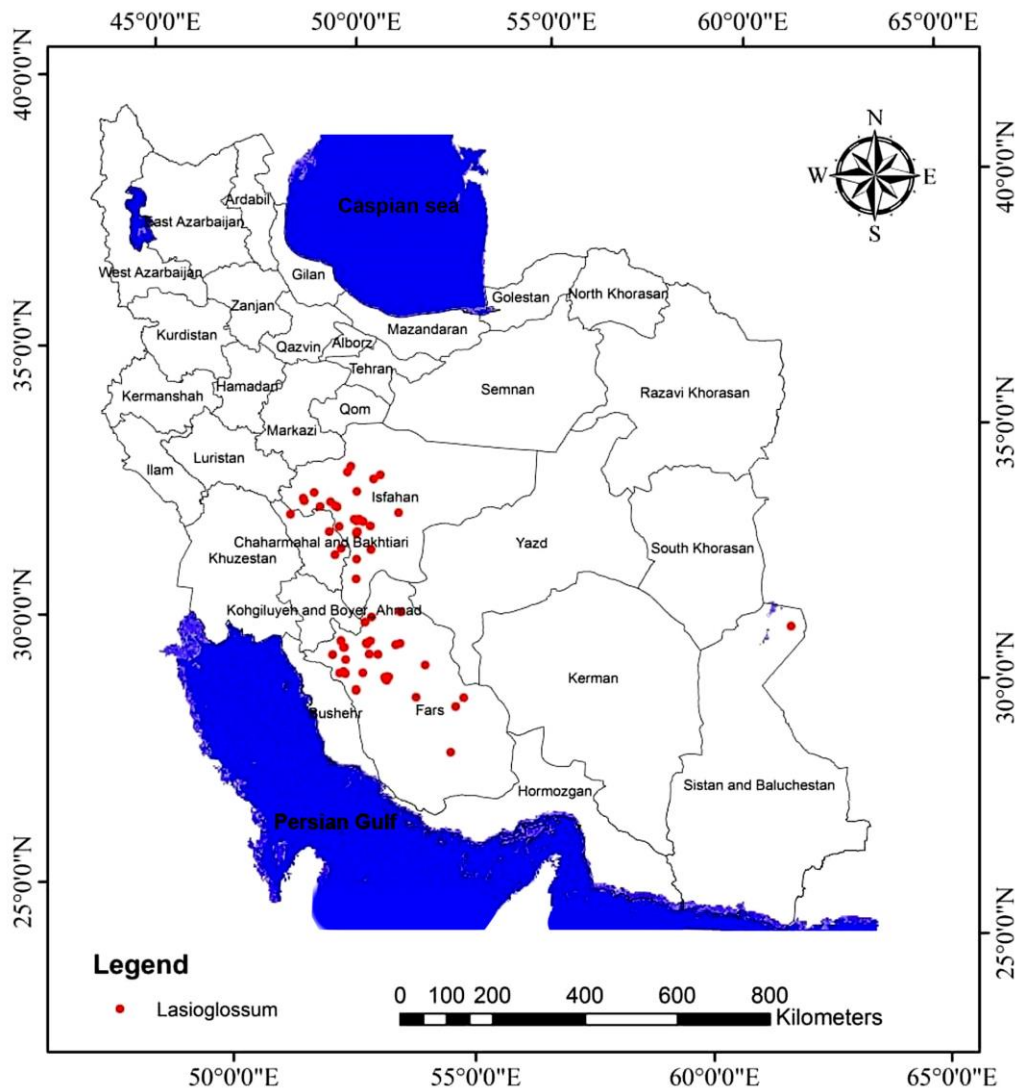 45°0'0"E 50°0'0"E 55°0'0"E 60°0'0"E 65°0'0"E
40°0'0"N
35°0'0"N
30°0'0"N
25°0'0"N
40°0'0"N
35°0'0"N
30°0'0"N
25°0'0"N
N
W E
S
Caspian sea
Ardabil
East Azarbaijan
West Azarbaijan
Gilan
Golestan
North Khorasan
Zanjan
Mazandaran
Kurdistan
Qazvin
Alborz
Tehran
Hamadan
Kermanshah
Semnan
Razavi Khorasan
Qom
Markazi
Luristan
Ilam
Isfahan
Chaharmahal and Bakhtiari
Yazd
South Khorasan
Khuzestan
Kohgiluyeh and Boyer_Ahmad
Kerman
Bushehr
Fars
Sistan and Baluchestan
Hormozgan
Persian Gulf
Legend
Lasioglossum
0 100 200 400 600 800
Kilometers
50°0'0"E 55°0'0"E 60°0'0"E 65°0'0"E